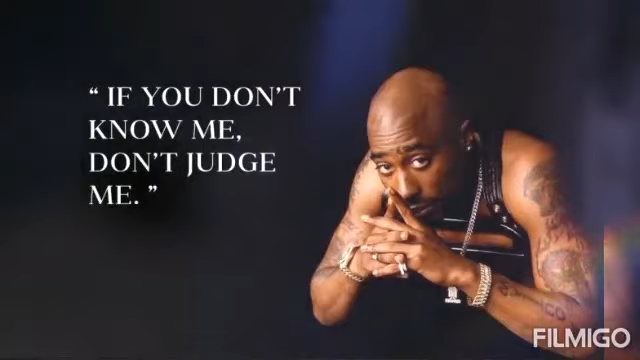 “ IF YOU DON’T
KNOW ME,
DON’T JUDGE
ME. ”
FILMIGO